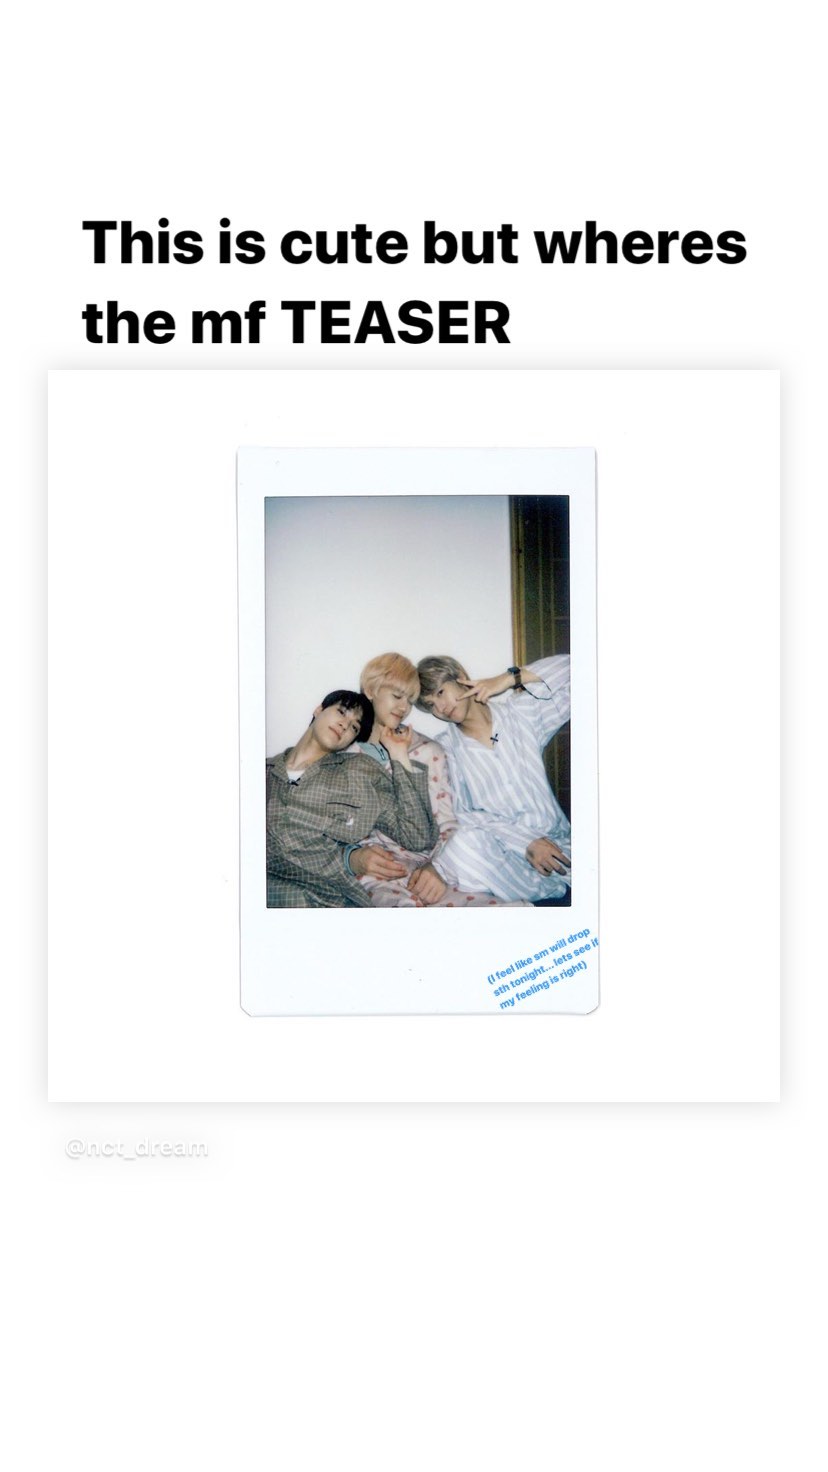 This is cute but wheres
the mf TEASER
(I feel like sm will drop
sth tonight...lets see if
my feeling is right)
@nct_dream